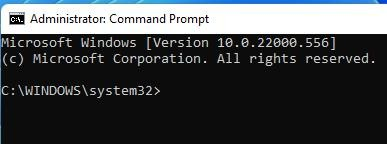 Administrator: Command Prompt
Microsoft Windows [Version 10.0.22000.556]
(c) Microsoft Corporation. All rights reserved.
C:\WINDOWS\system32>